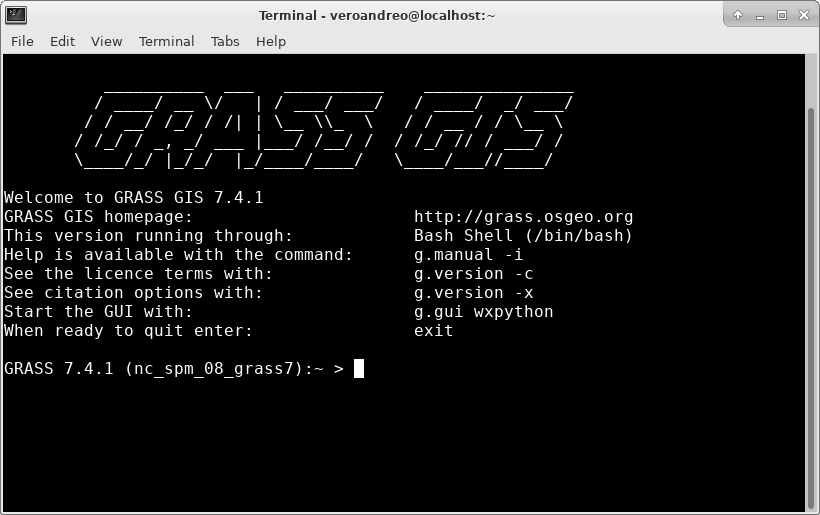 Terminal - veroandreo@localhost:~
File Edit View Terminal Tabs Help
GRASS GIS
Welcome to GRASS GIS 7.4.1
GRASS GIS homepage: http://grass.osgeo.org
This version running through: Bash Shell (/bin/bash)
Help is available with the command: g.manual -i
See the licence terms with: g.version -c
See citation options with: g.version -x
Start the GUI with: g.gui wxpython
When ready to quit enter: exit
GRASS 7.4.1 (nc_spm_08_grass7):~ >